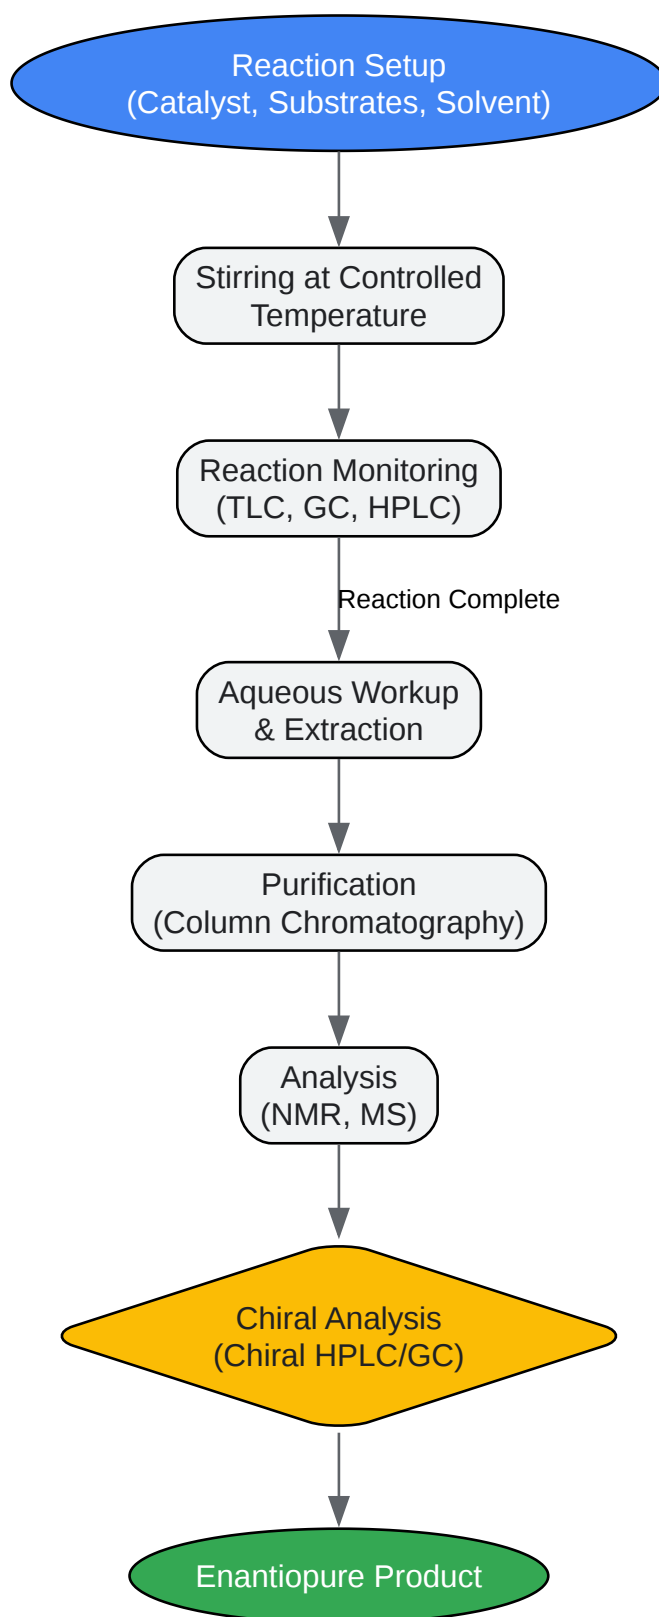 Reaction Setup
(Catalyst, Substrates, Solvent)
Stirring at Controlled
Temperature
Reaction Monitoring
(TLC, GC, HPLC)
Reaction Complete
Aqueous Workup
& Extraction
Purification
(Column Chromatography)
Analysis
(NMR, MS)
Chiral Analysis
(Chiral HPLC/GC)
Enantiopure Product